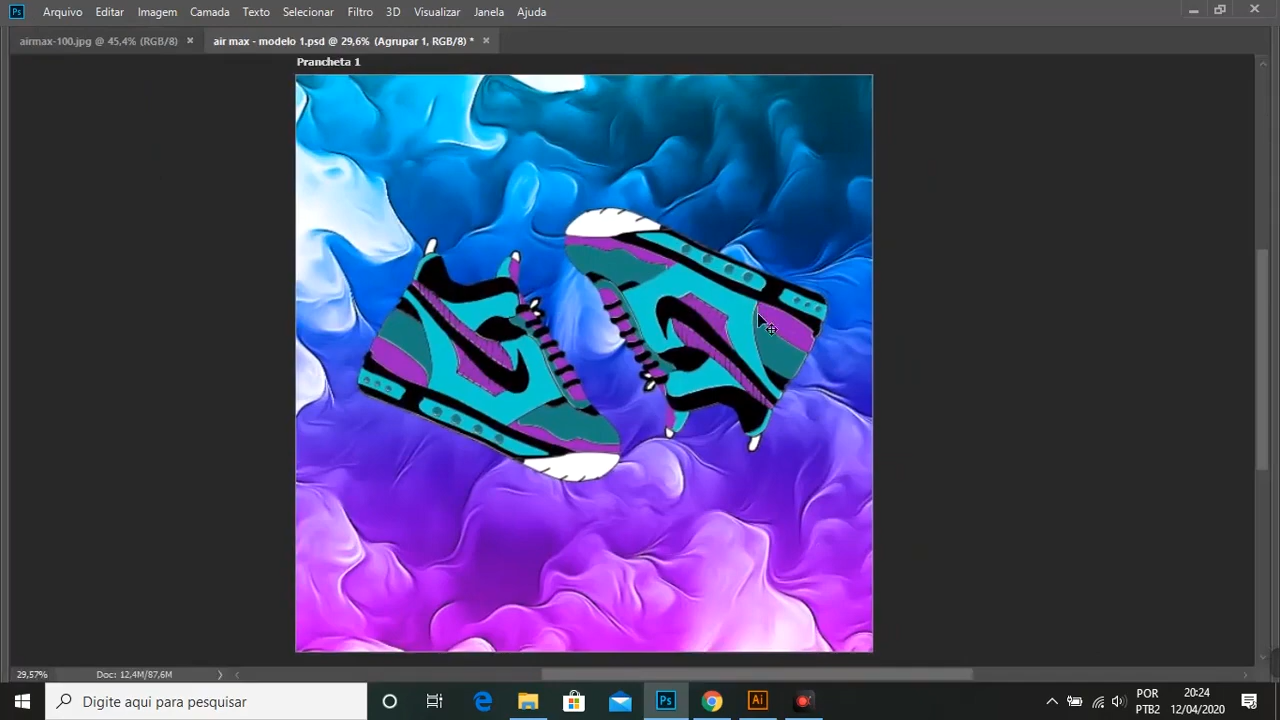 Ps Arquivo Editar Imagem Camada Texto Selecionar Filtro 3D Visualizar Janela Ajuda
airmax-100.jpg @ 45,4% (RGB/8) × air max - modelo 1.psd @ 29,6% (Agrupar 1, RGB/8) * ×
Prancheta 1
29,57% Doc: 12,4M/87,6M
Digite aqui para pesquisar
Ps
Ai
POR
PTB2
20:24
12/04/2020